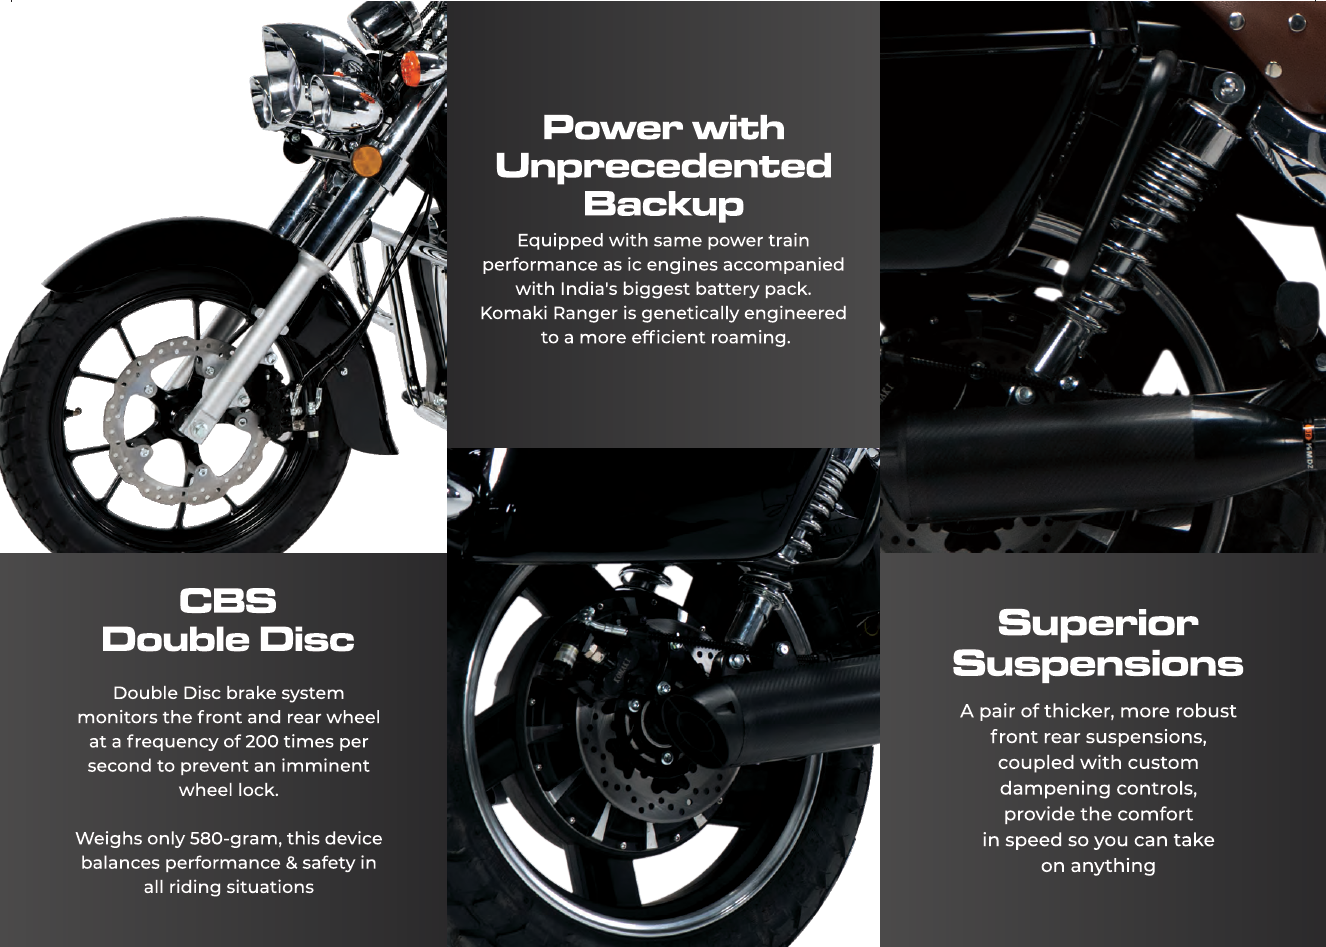 Power with
Unprecedented
Backup
Equipped with same power train
performance as ic engines accompanied
with India's biggest battery pack.
Komaki Ranger is genetically engineered
to a more efficient roaming.
CBS
Double Disc
Double Disc brake system
monitors the front and rear wheel
at a frequency of 200 times per
second to prevent an imminent
wheel lock.
Weighs only 580-gram, this device
balances performance & safety in
all riding situations
Superior
Suspensions
A pair of thicker, more robust
front rear suspensions,
coupled with custom
dampening controls,
provide the comfort
in speed so you can take
on anything